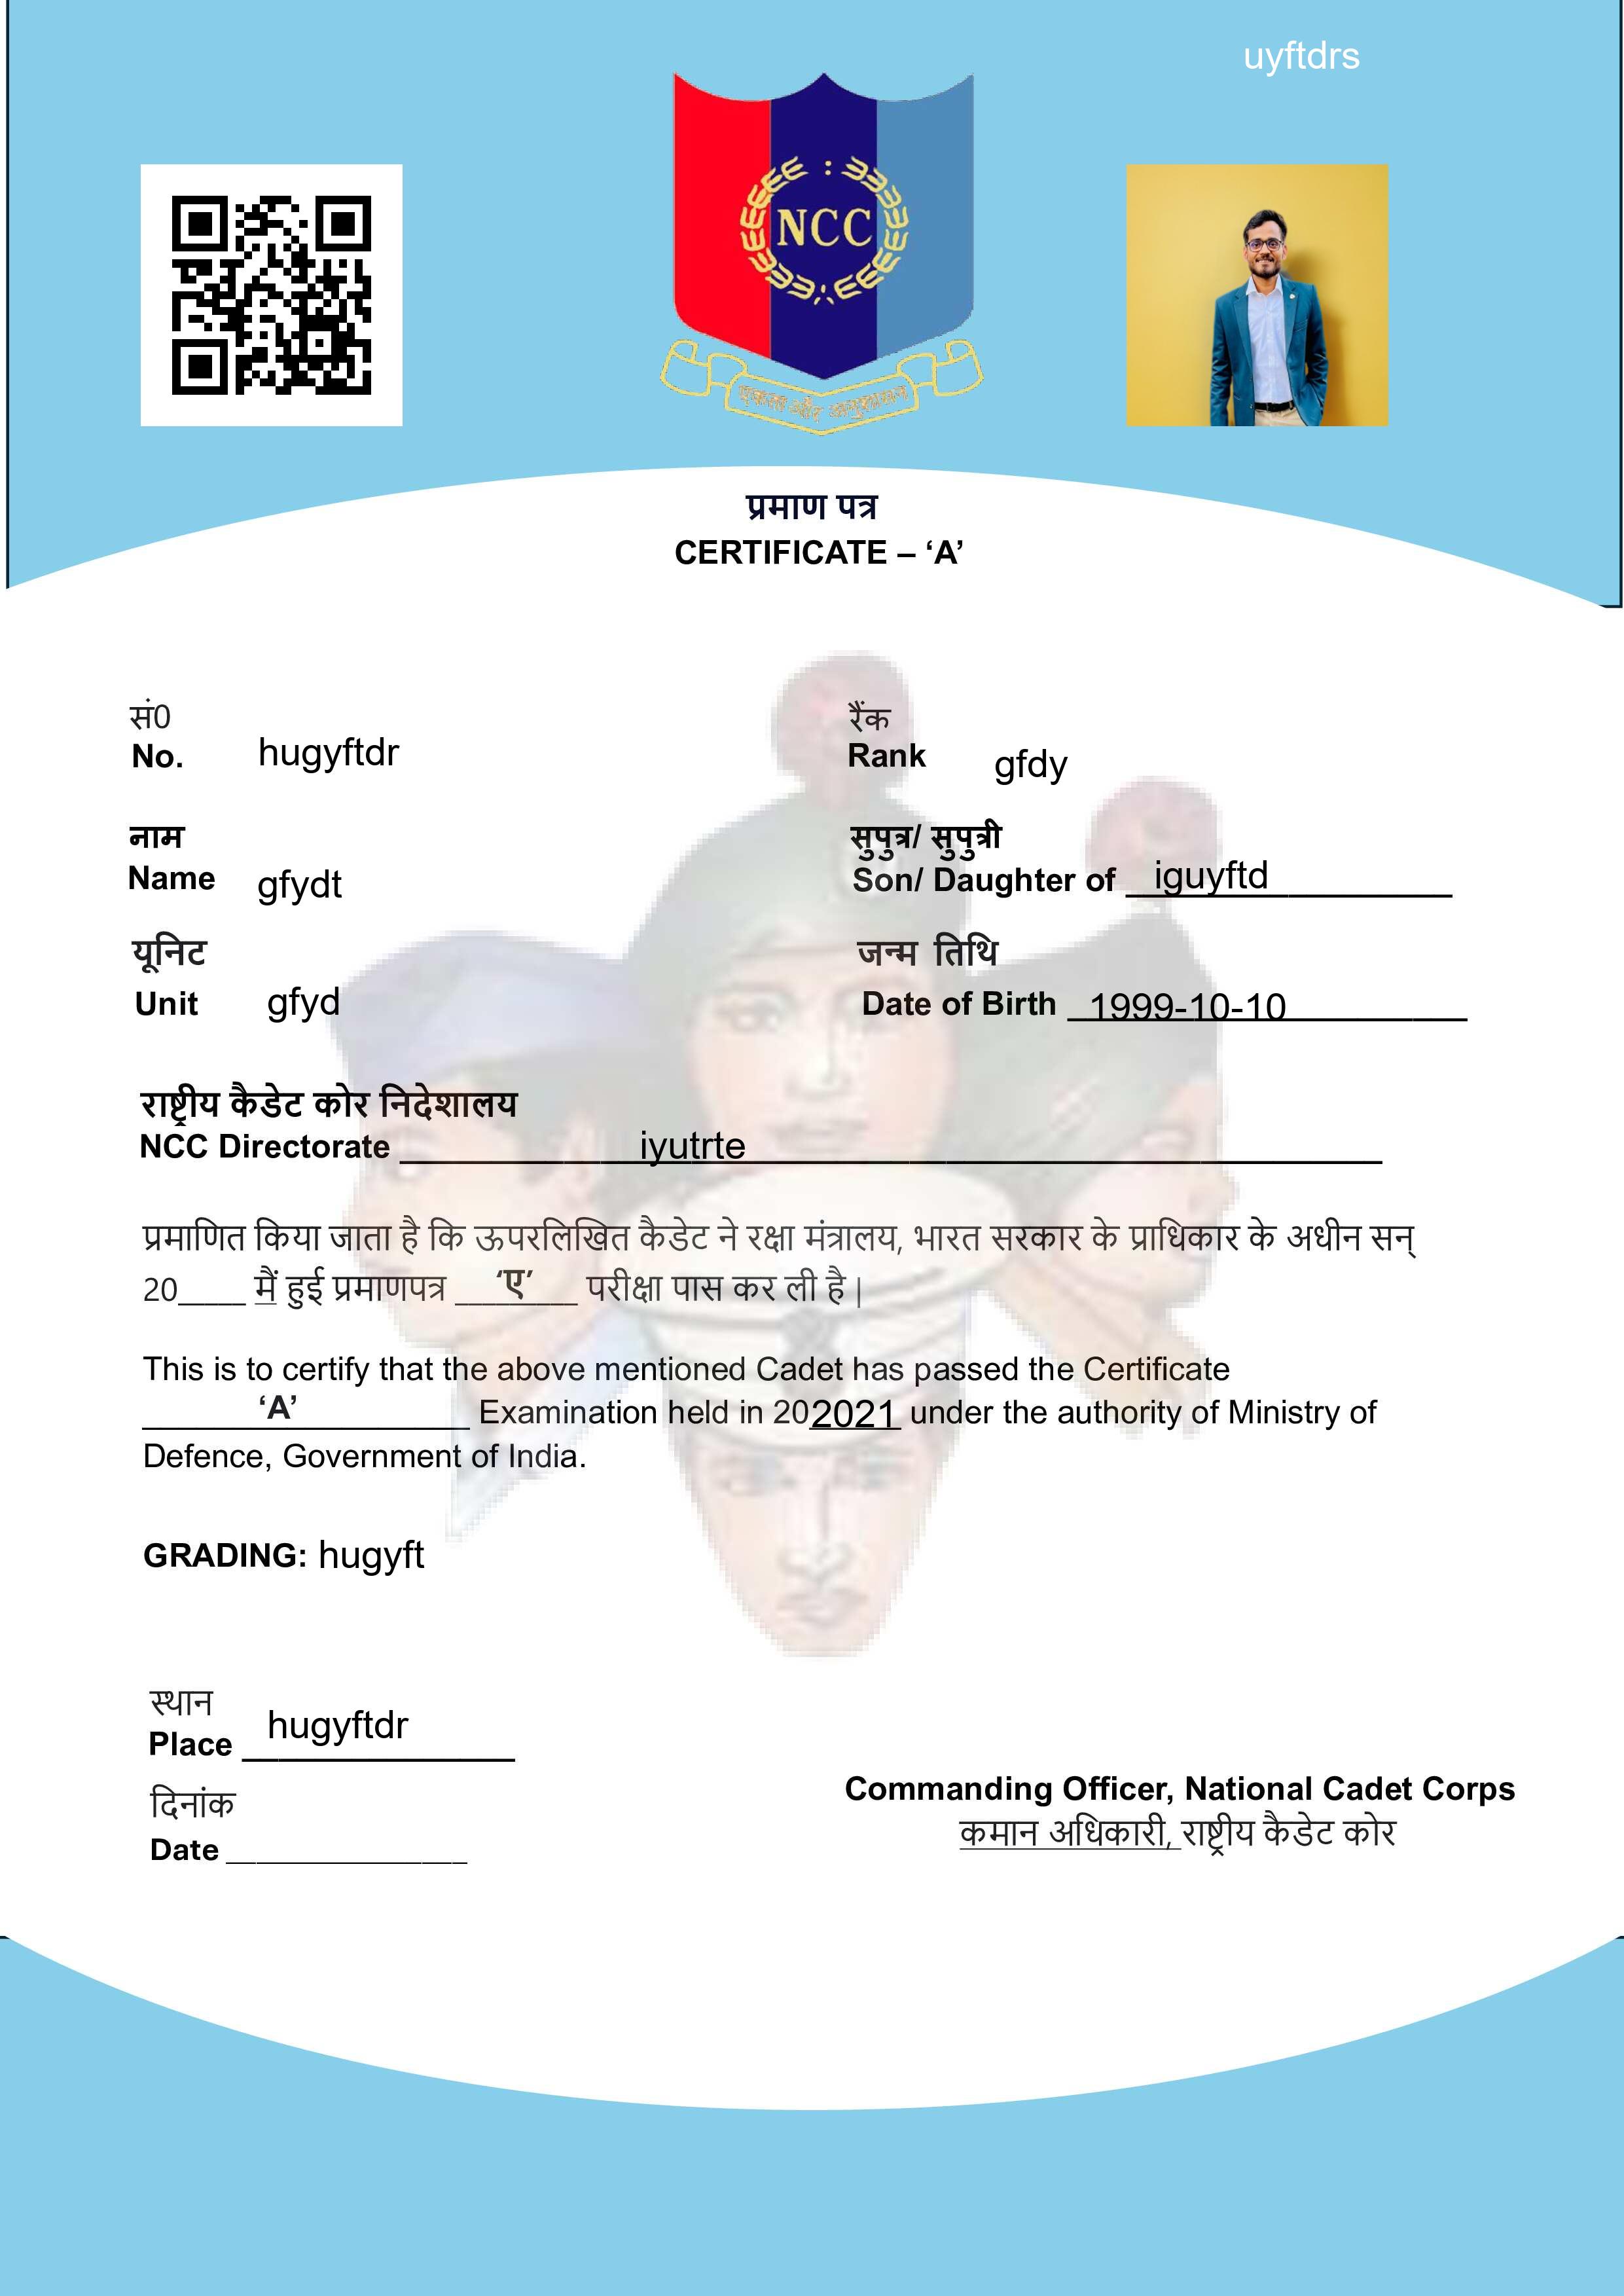 uyftdrs
NCC
एकता और अनुशासन
प्रमाण पत्र
CERTIFICATE – ‘A’
सं0
No. hugyftdr
रैंक
Rank gfdy
नाम
Name gfydt
सुपुत्र/ सुपुत्री
Son/ Daughter of iguyftd
यूनिट
Unit gfyd
जन्म तिथि
Date of Birth 1999-10-10
राष्ट्रीय कैडेट कोर निदेशालय
NCC Directorate iyutrte
प्रमाणित किया जाता है कि ऊपरलिखित कैडेट ने रक्षा मंत्रालय, भारत सरकार के प्राधिकार के अधीन सन्
20____ मैं हुई प्रमाणपत्र ‘ए’ परीक्षा पास कर ली है |
This is to certify that the above mentioned Cadet has passed the Certificate
‘A’ Examination held in 202021 under the authority of Ministry of
Defence, Government of India.
GRADING: hugyft
स्थान
Place hugyftdr
दिनांक
Date ______________
Commanding Officer, National Cadet Corps
कमान अधिकारी, राष्ट्रीय कैडेट कोर